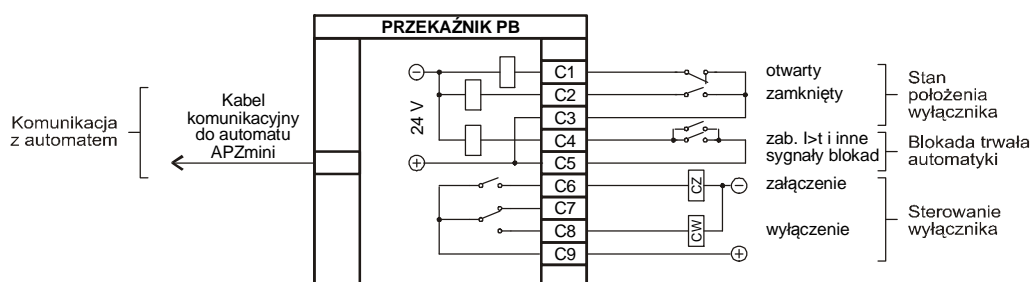 PRZEKAŹNIK PB
Komunikacja
z automatem
Kabel
komunikacyjny
do automatu
APZmini
24 V
C1
C2
C3
C4
C5
C6
C7
C8
C9
otwarty
zamknięty
Stan
położenia
wyłącznika
zab. I>t i inne
sygnały blokad
Blokada trwała
automatyki
CZ
załączenie
CW
wyłączenie
Sterowanie
wyłącznika